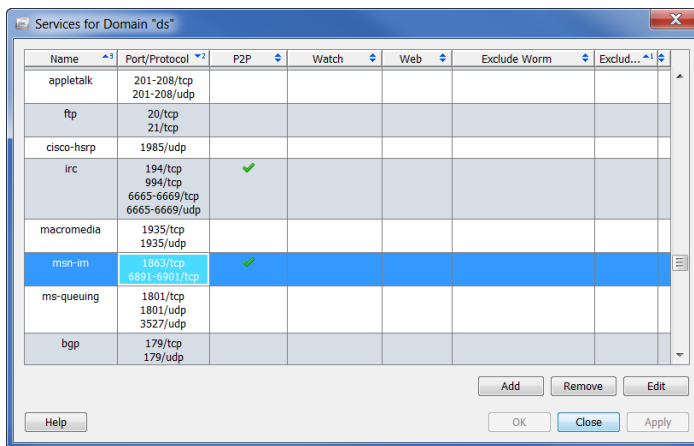 Services for Domain "ds"
Name 3 Port/Protocol 2 P2P Watch Web Exclude Worm Exclud... 1
appletalk 201-208/tcp
201-208/udp
ftp 20/tcp
21/tcp
cisco-hsrp 1985/udp
irc 194/tcp
994/tcp
6665-6669/tcp
6665-6669/udp
macromedia 1935/tcp
1935/udp
msn-im 1863/tcp
6891-6901/tcp
ms-queuing 1801/tcp
1801/udp
3527/udp
bgp 179/tcp
179/udp
Add Remove Edit
Help OK Close Apply